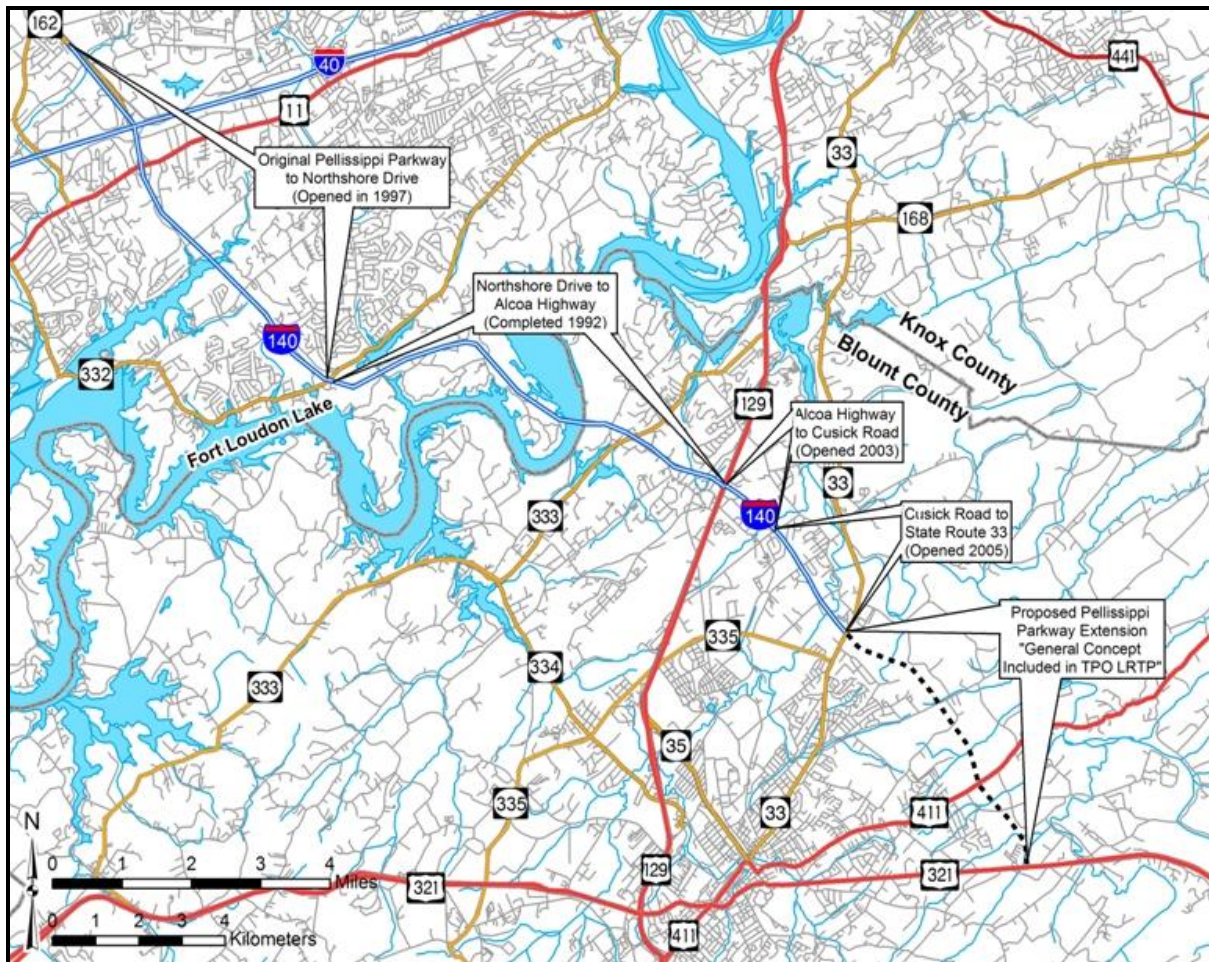 162
40
441
11
Original Pellissippi Parkway
to Northshore Drive
(Opened in 1997)
33
168
Northshore Drive to
Alcoa Highway
(Completed 1992)
140
Knox County
Blount County
332
129
Alcoa Highway
to Cusick Road
(Opened 2003)
Fort Loudon Lake
33
333
140
Cusick Road to
State Route 33
(Opened 2005)
Proposed Pellissippi
Parkway Extension
"General Concept
Included in TPO LRTP"
335
334
333
35
335
33
411
N
0 1 2 3 4
Miles
321
129
321
0 1 2 3 4
Kilometers
411